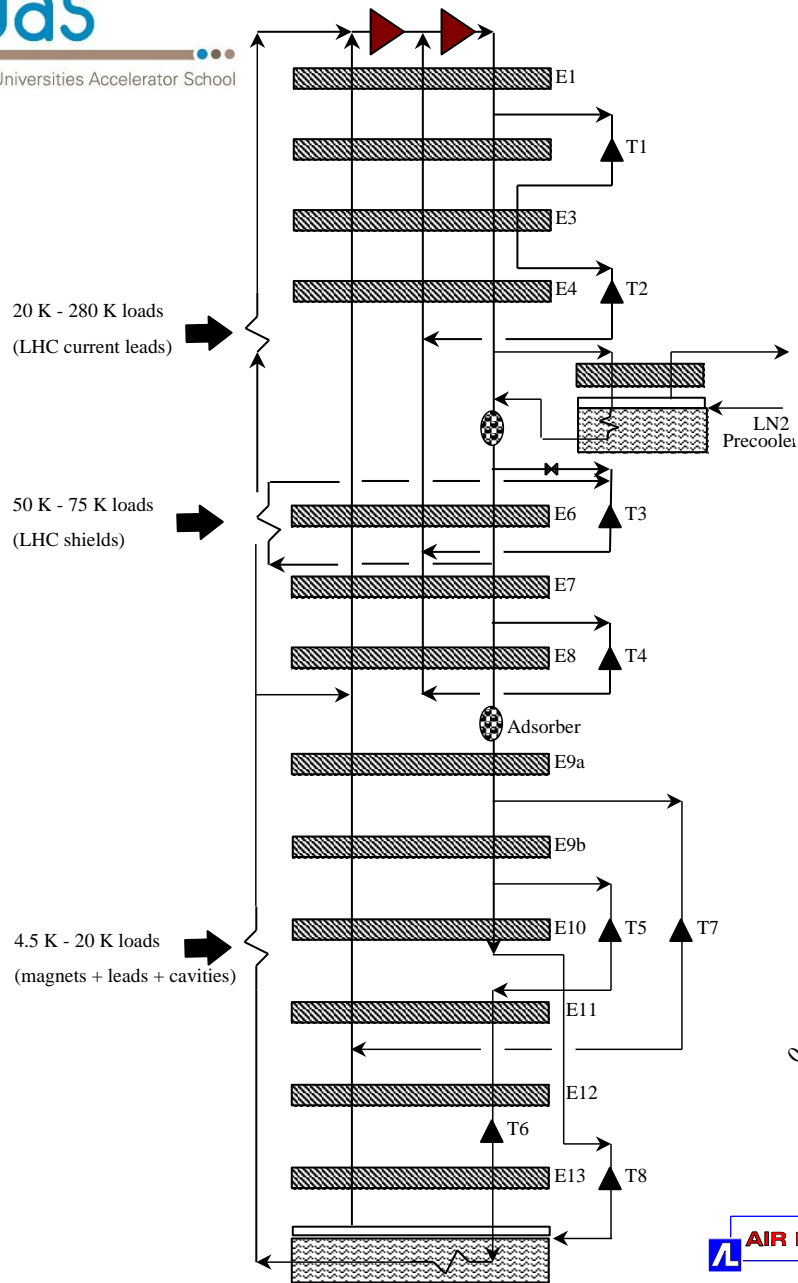 Universities Accelerator School
E1
T1
E3
E4
T2
20 K - 280 K loads
(LHC current leads)
LN2
50 K - 75 K loads
(LHC shields)
E6
T3
E7
E8
T4
Adsorber
E9a
E9b
4.5 K - 20 K loads
(magnets + leads + cavities)
E10
T5
T7
E11
E12
T6
E13
T8
AIR